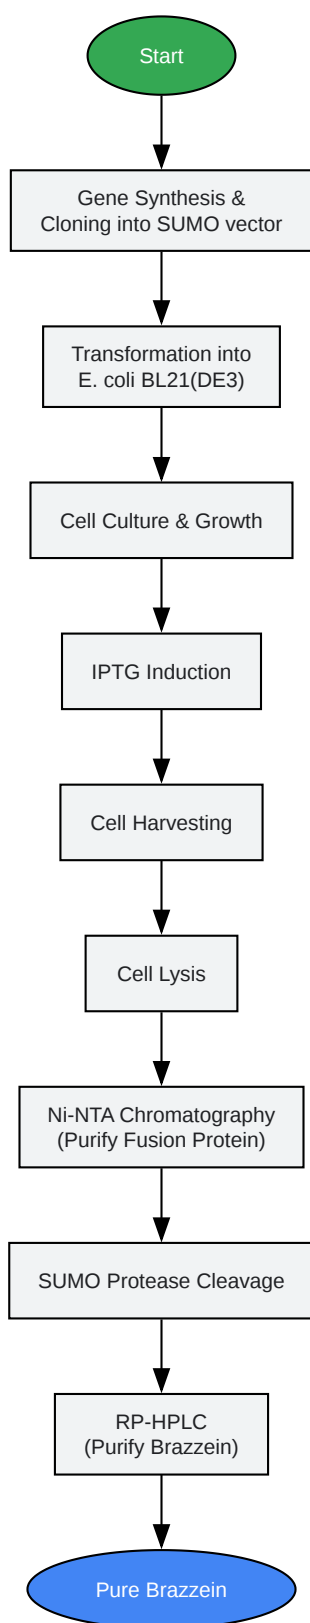 Start
Gene Synthesis &
Cloning into SUMO vector
Transformation into
E. coli BL21(DE3)
Cell Culture & Growth
IPTG Induction
Cell Harvesting
Cell Lysis
Ni-NTA Chromatography
(Purify Fusion Protein)
SUMO Protease Cleavage
RP-HPLC
(Purify Brazzein)
Pure Brazzein